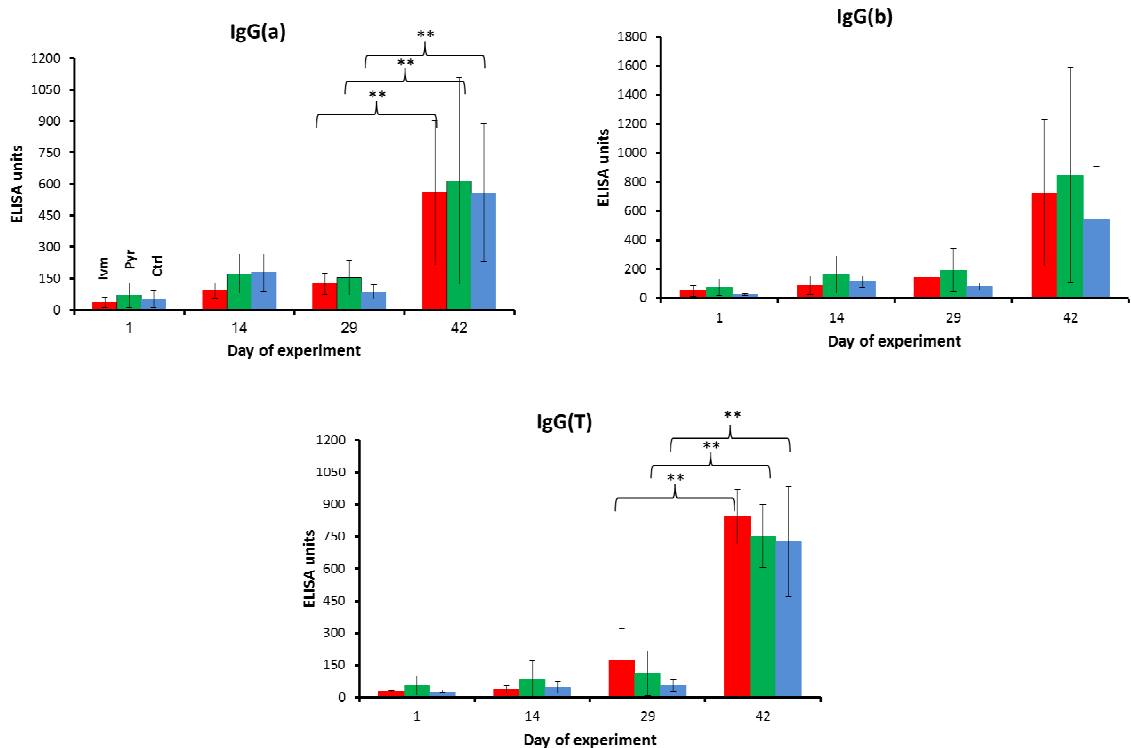 IgG(a)
**
**
**
1200
1050
900
750
600
450
300
150
0
ELISA units
Ivm
Pyr
Ctrl
1 14 29 42
Day of experiment
IgG(b)
1800
1600
1400
1200
1000
800
600
400
200
0
ELISA units
1 14 29 42
Day of experiment
IgG(T)
**
**
**
1200
1050
900
750
600
450
300
150
0
ELISA units
1 14 29 42
Day of experiment